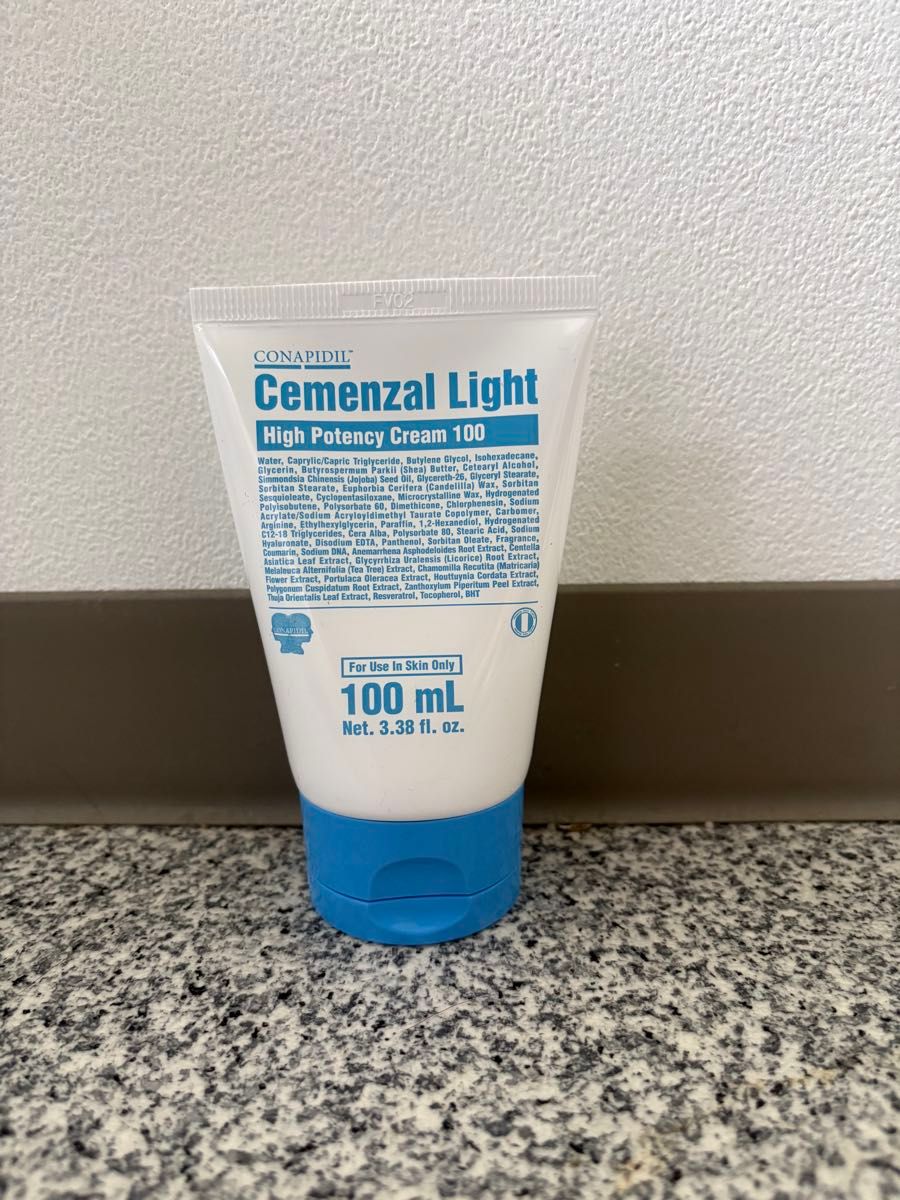 FV02
CONAPIDIL™
Cemenzal Light
High Potency Cream 100
Water, Caprylic/Capric Triglyceride, Butylene Glycol, Isohexadecane,
Glycerin, Butyrospermum Parkii (Shea) Butter, Cetearyl Alcohol,
Simmondsia Chinensis (Jojoba) Seed Oil, Glycereth-26, Glyceryl Stearate,
Sorbitan Stearate, Euphorbia Cerifera (Candelilla) Wax, Sorbitan
Sesquioleate, Cyclopentasiloxane, Microcrystalline Wax, Hydrogenated
Polyisobutene, Polysorbate 60, Dimethicone, Chlorphenesin, Sodium
Acrylate/Sodium Acryloyldimethyl Taurate Copolymer, Carbomer,
Arginine, Ethylhexylglycerin, Paraffin, 1,2-Hexanediol, Hydrogenated
C12-18 Triglycerides, Cera Alba, Polysorbate 80, Stearic Acid, Sodium
Hyaluronate, Disodium EDTA, Panthenol, Sorbitan Oleate, Fragrance,
Coumarin, Sodium DNA, Anemarrhena Asphodeloides Root Extract, Centella
Asiatica Leaf Extract, Glycyrrhiza Uralensis (Licorice) Root Extract,
Melaleuca Alternifolia (Tea Tree) Extract, Chamomilla Recutita (Matricaria)
Flower Extract, Portulaca Oleracea Extract, Houttuynia Cordata Extract,
Polygonum Cuspidatum Root Extract, Zanthoxylum Piperitum Peel Extract,
Thuja Orientalis Leaf Extract, Resveratrol, Tocopherol, BHT
CONAPIDIL
For Use In Skin Only
100 mL
Net. 3.38 fl. oz.